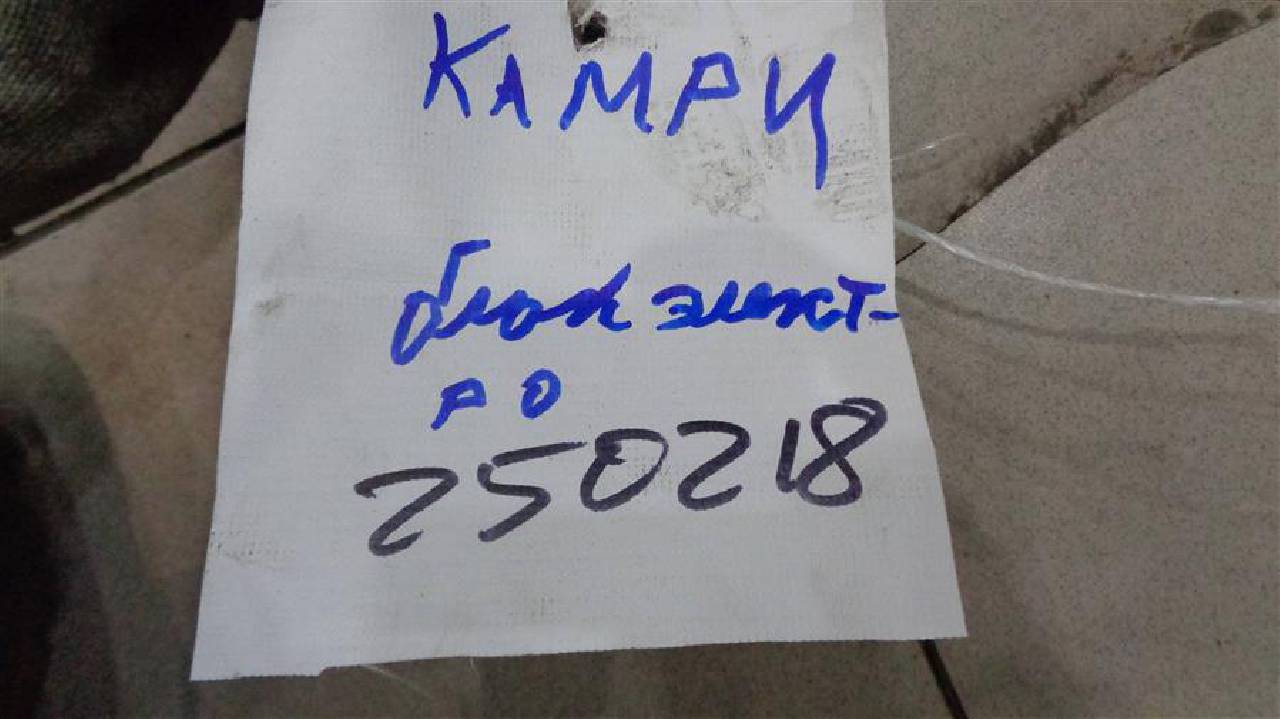 КАМРИ
блок элект-
ро
250218